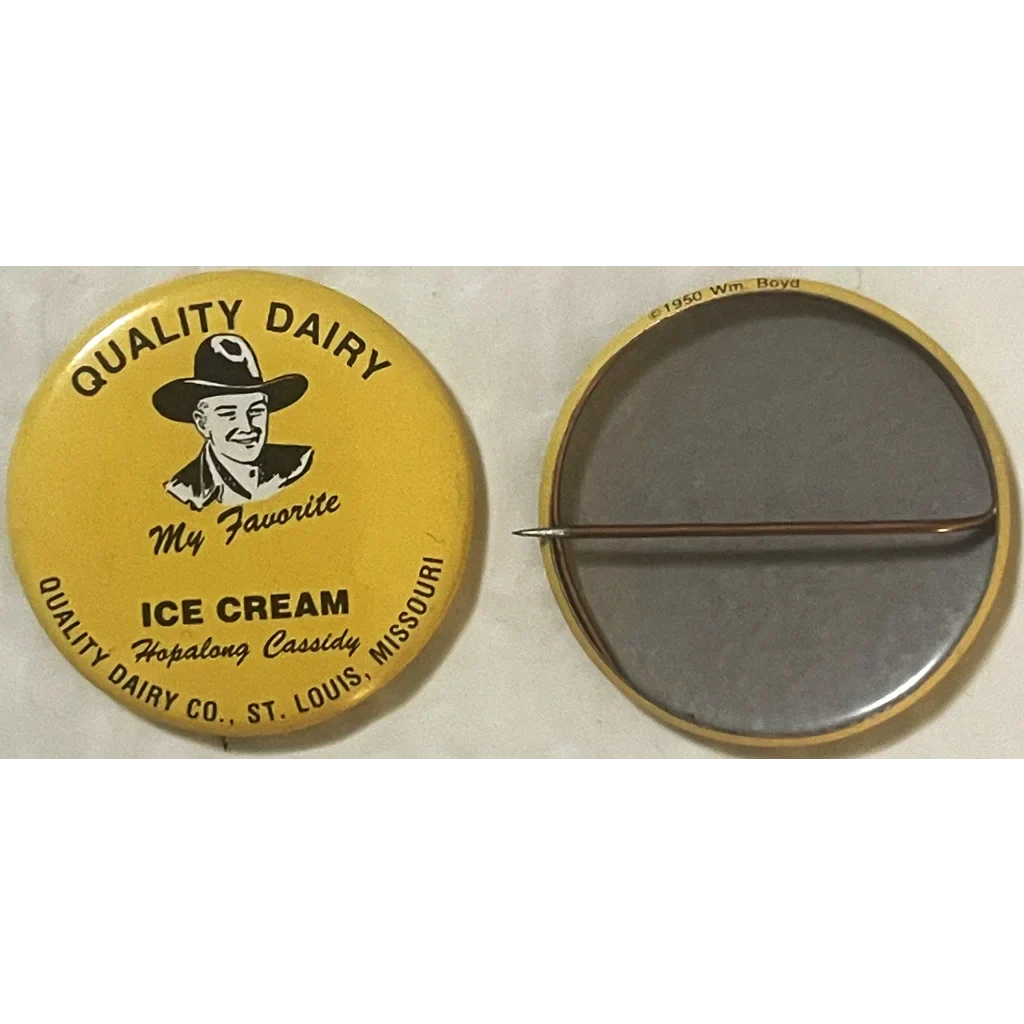 QUALITY DAIRY
My Favorite
ICE CREAM
Hopalong Cassidy
QUALITY DAIRY CO., ST. LOUIS, MISSOURI
©1950 Wm. Boyd